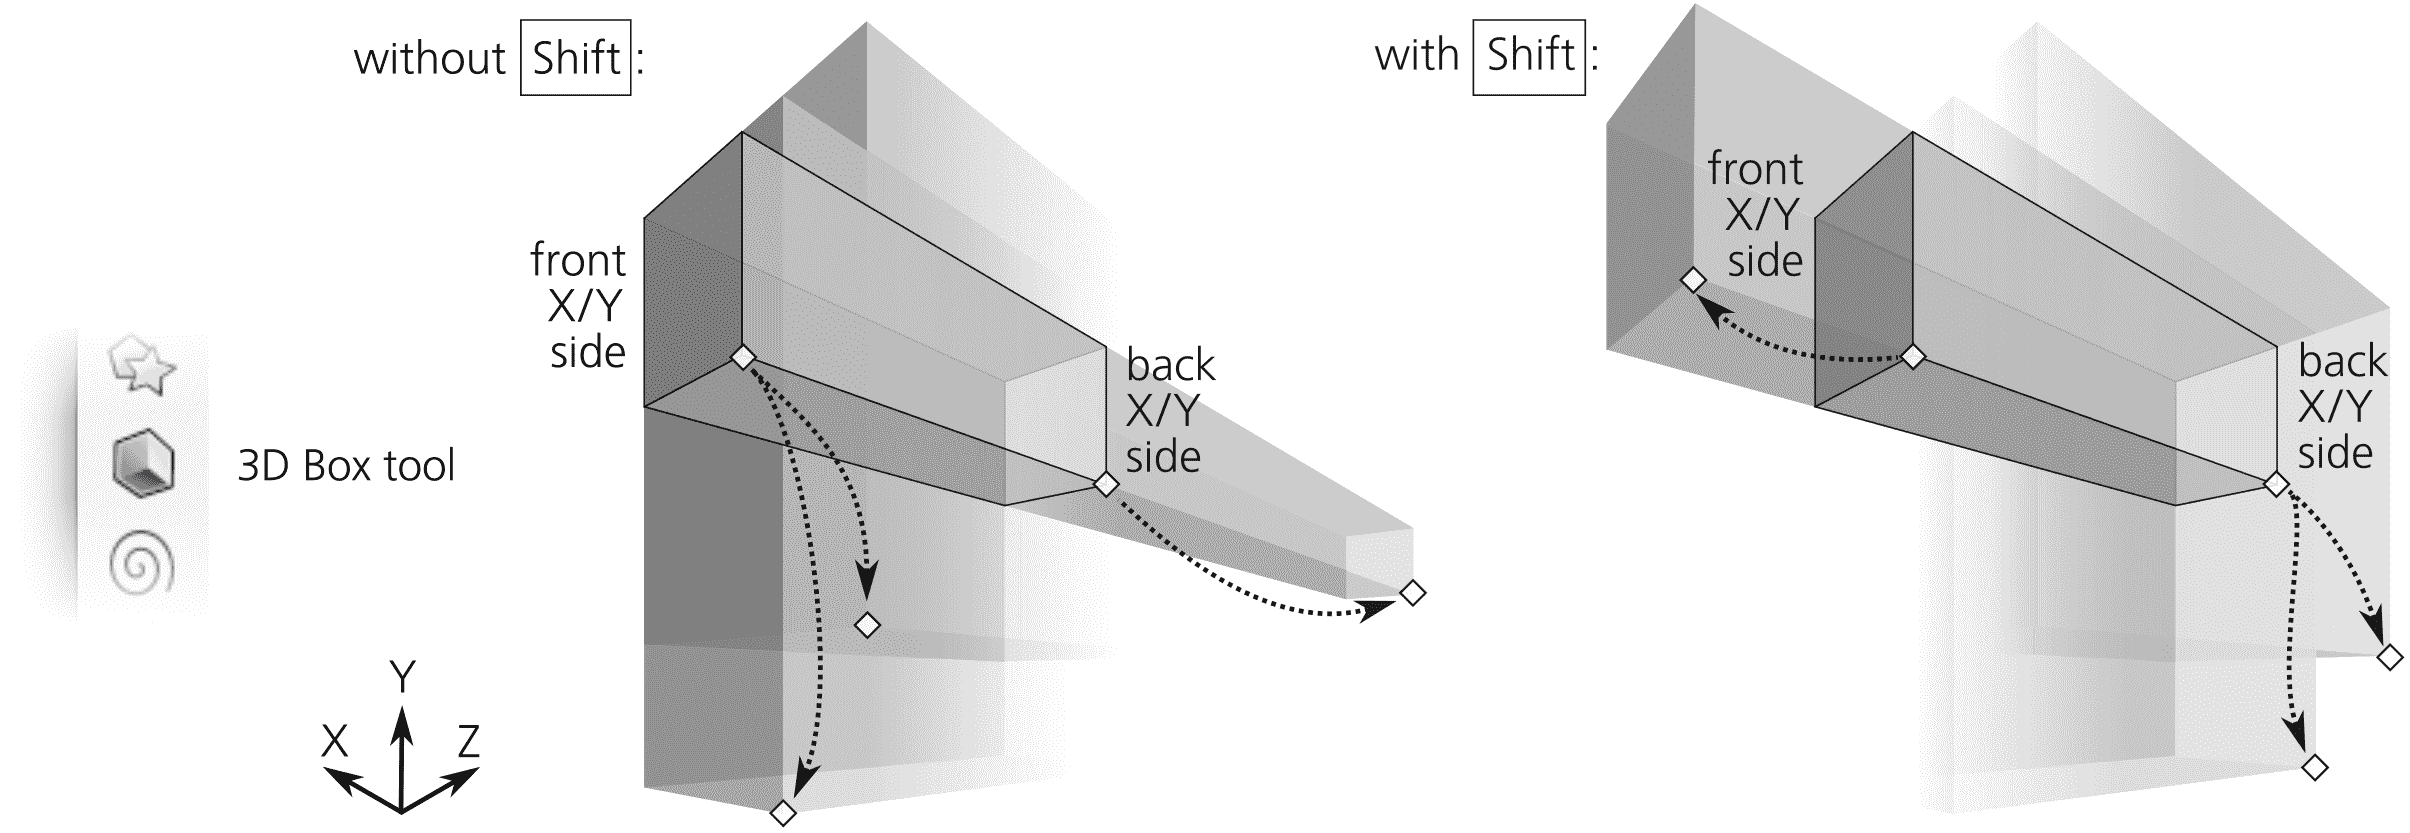 without Shift:
with Shift:
front
X/Y
side
back
X/Y
side
front
X/Y
side
back
X/Y
side
3D Box tool
Y
X
Z